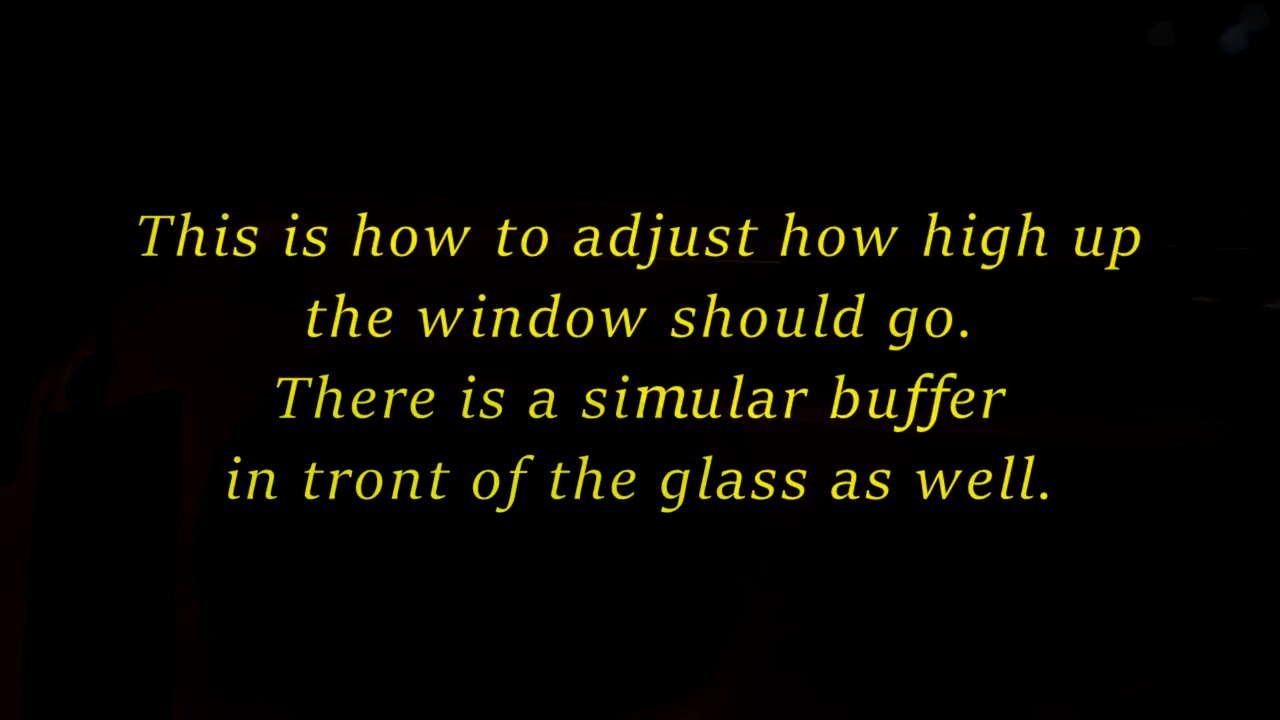 This is how to adjust how high up
the window should go.
There is a simular buffer
in tront of the glass as well.